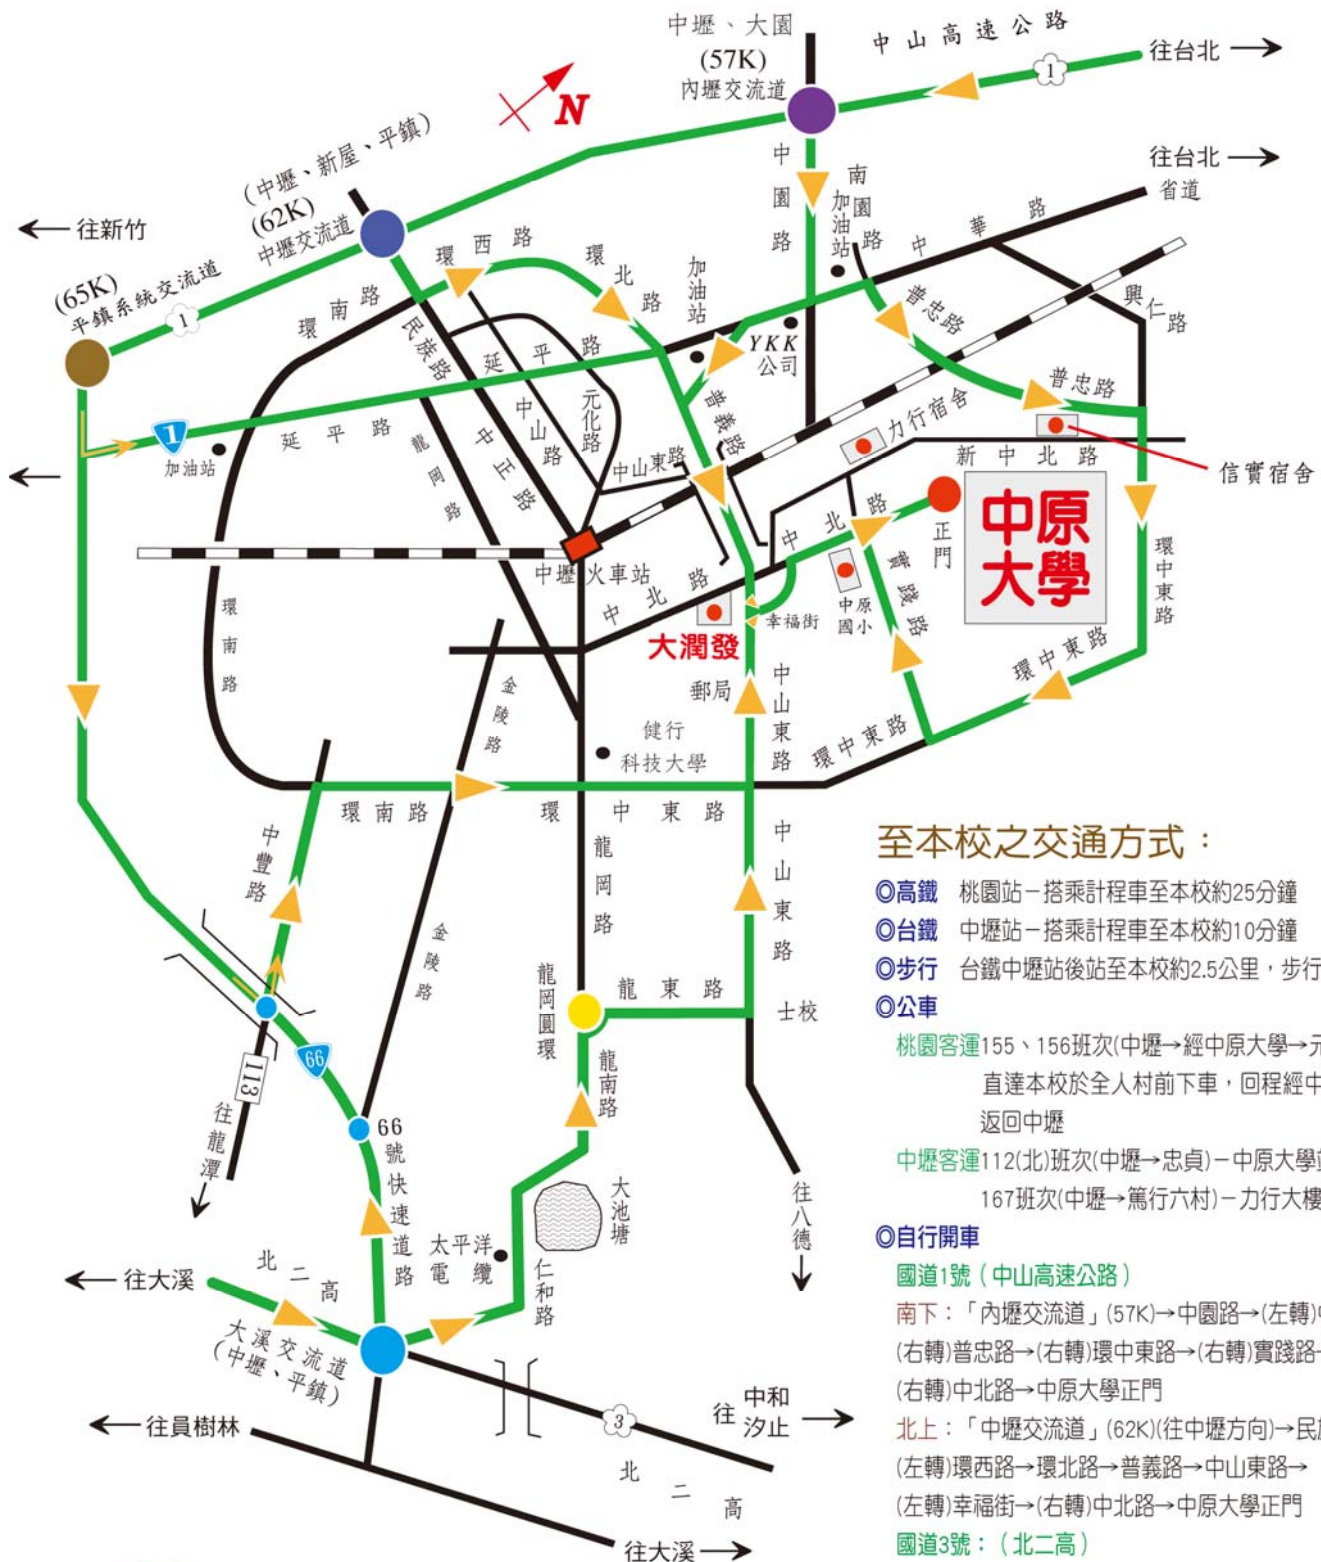 中壢、大園
(57K)
內壢交流道
中山高速公路
1
往台北
N
(中壢、新屋、平鎮)
(62K)
中壢交流道
往新竹
(65K)
平鎮系統交流道
1
中園路
南園路
加油站
中華路
往台北
省道
環西路
環北路
加油站
環南路
民族路
延平路
YKK
公司
普忠路
興仁路
普忠路
1
加油站
延平路
龍岡路
中正路
中山路
元化路
中山東路
普義路
力行宿舍
新中北路
信實宿舍
中原
大學
正門
中壢火車站
中北路
中北路
大潤發
幸福街
中原
國小
實踐路
環中東路
環南路
金陵路
郵局
中山東路
環中東路
環中東路
健行
科技大學
環南路
環中東路
中豐路
龍岡路
中山東路
金陵路
龍岡圓環
龍東路
士校
66
113
往龍潭
66號快速道路
龍南路
大池塘
往八德
太平洋
電纜
仁和路
往大溪
北二高
大溪交流道
(中壢、平鎮)
往員樹林
3
往
中和
汐止
北二高
往大溪
至本校之交通方式：
◎高鐵 桃園站－搭乘計程車至本校約25分鐘
◎台鐵 中壢站－搭乘計程車至本校約10分鐘
◎步行 台鐵中壢站後站至本校約2.5公里，步行
◎公車
桃園客運155、156班次(中壢→經中原大學→元
直達本校於全人村前下車，回程經中
返回中壢
中壢客運112(北)班次(中壢→忠貞)－中原大學
167班次(中壢→篤行六村)－力行大樓
◎自行開車
國道1號（中山高速公路）
南下：「內壢交流道」(57K)→中園路→(左轉)
(右轉)普忠路→(右轉)環中東路→(右轉)實踐路
(右轉)中北路→中原大學正門
北上：「中壢交流道」(62K)(往中壢方向)→民族
(左轉)環西路→環北路→普義路→中山東路→
(左轉)幸福街→(右轉)中北路→中原大學正門
國道3號：（北二高）